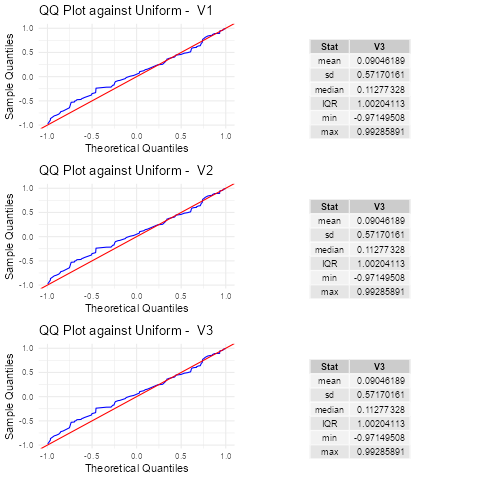 QQ Plot against Uniform - V1
Sample Quantiles
1.0
0.5
0.0
-0.5
-1.0
-1.0 -0.5 0.0 0.5 1.0
Theoretical Quantiles
Stat V3
mean 0.09046189
sd 0.57170161
median 0.11277328
IQR 1.00204113
min -0.97149508
max 0.99285891
QQ Plot against Uniform - V2
Sample Quantiles
1.0
0.5
0.0
-0.5
-1.0
-1.0 -0.5 0.0 0.5 1.0
Theoretical Quantiles
Stat V3
mean 0.09046189
sd 0.57170161
median 0.11277328
IQR 1.00204113
min -0.97149508
max 0.99285891
QQ Plot against Uniform - V3
Sample Quantiles
1.0
0.5
0.0
-0.5
-1.0
-1.0 -0.5 0.0 0.5 1.0
Theoretical Quantiles
Stat V3
mean 0.09046189
sd 0.57170161
median 0.11277328
IQR 1.00204113
min -0.97149508
max 0.99285891